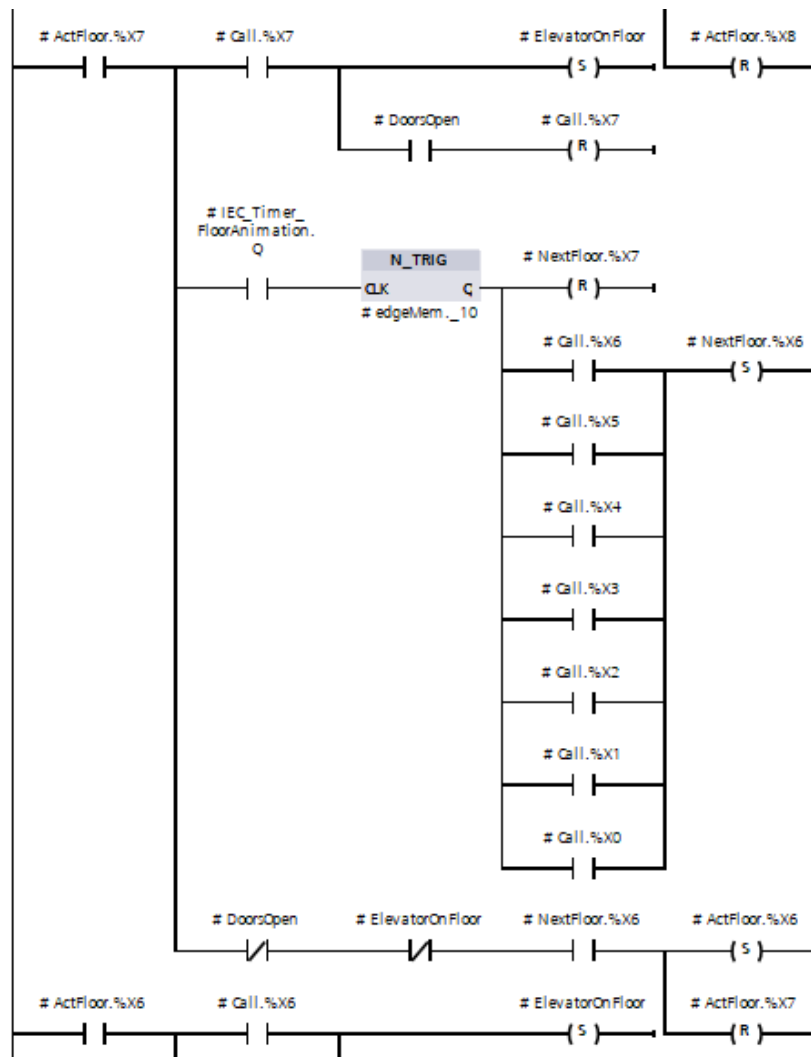 # ActFloor.%X7 # Call.%X7 # ElevatorOnFloor # ActFloor.%X8
S R
# DoorsOpen # Call.%X7
R
# IEC_Timer_
FloorAnimation.
Q
N_TRIG # NextFloor.%X7
CLK Q R
# edgeMem._10
# Call.%X6 # NextFloor.%X6
S
# Call.%X5
# Call.%X4
# Call.%X3
# Call.%X2
# Call.%X1
# Call.%X0
# DoorsOpen # ElevatorOnFloor # NextFloor.%X6 # ActFloor.%X6
S
# ActFloor.%X6 # Call.%X6 # ElevatorOnFloor # ActFloor.%X7
S R